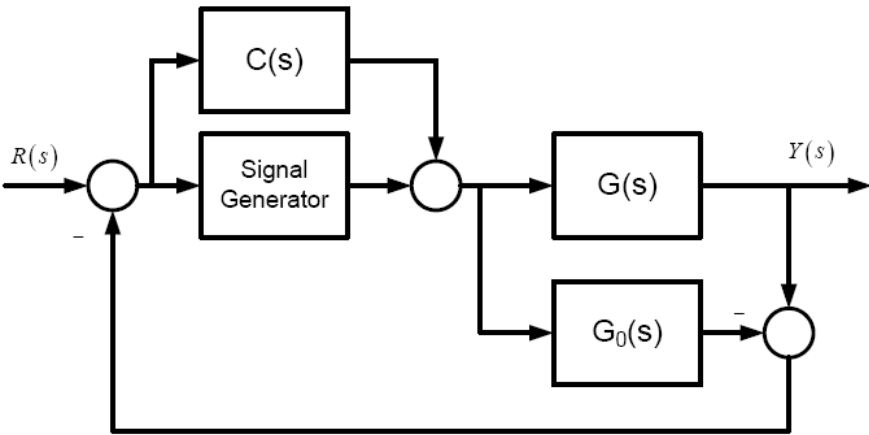 C(s)
R(s)
Signal
Generator
G(s)
Y(s)
−
G₀(s)
−